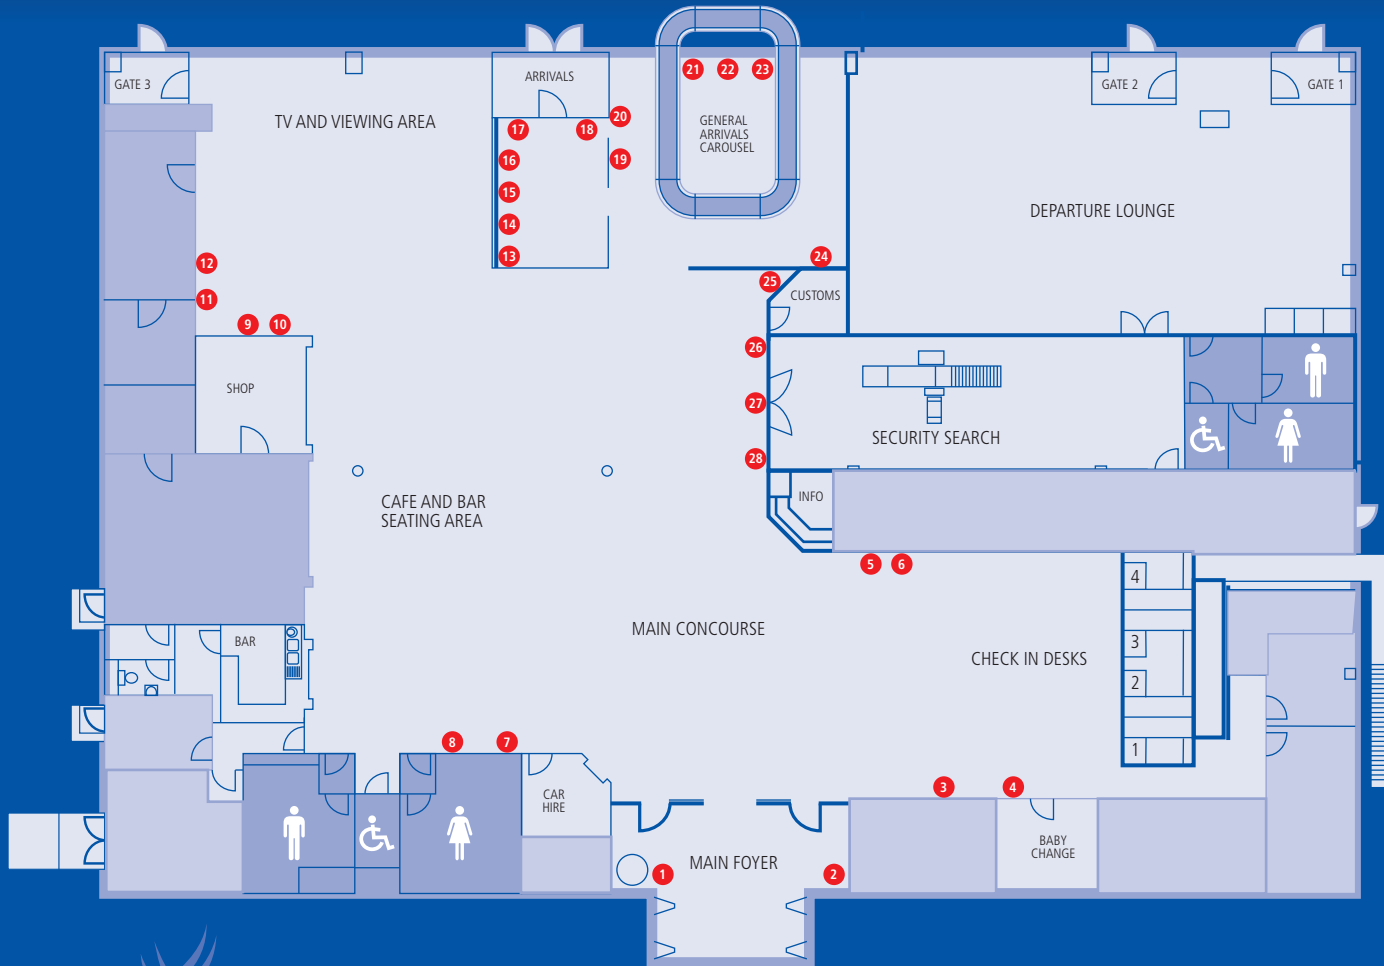 GATE 3
ARRIVALS
21 22 23
GATE 2
GATE 1
TV AND VIEWING AREA
17 18 20
GENERAL
ARRIVALS
CAROUSEL
16 19
15
14
13
DEPARTURE LOUNGE
12
11
9 10
24
25
CUSTOMS
26
SHOP
27
SECURITY SEARCH
28
INFO
CAFE AND BAR
SEATING AREA
5 6
4
MAIN CONCOURSE
BAR
3
CHECK IN DESKS
2
1
8 7
3 4
CAR
HIRE
BABY
CHANGE
MAIN FOYER
1 2